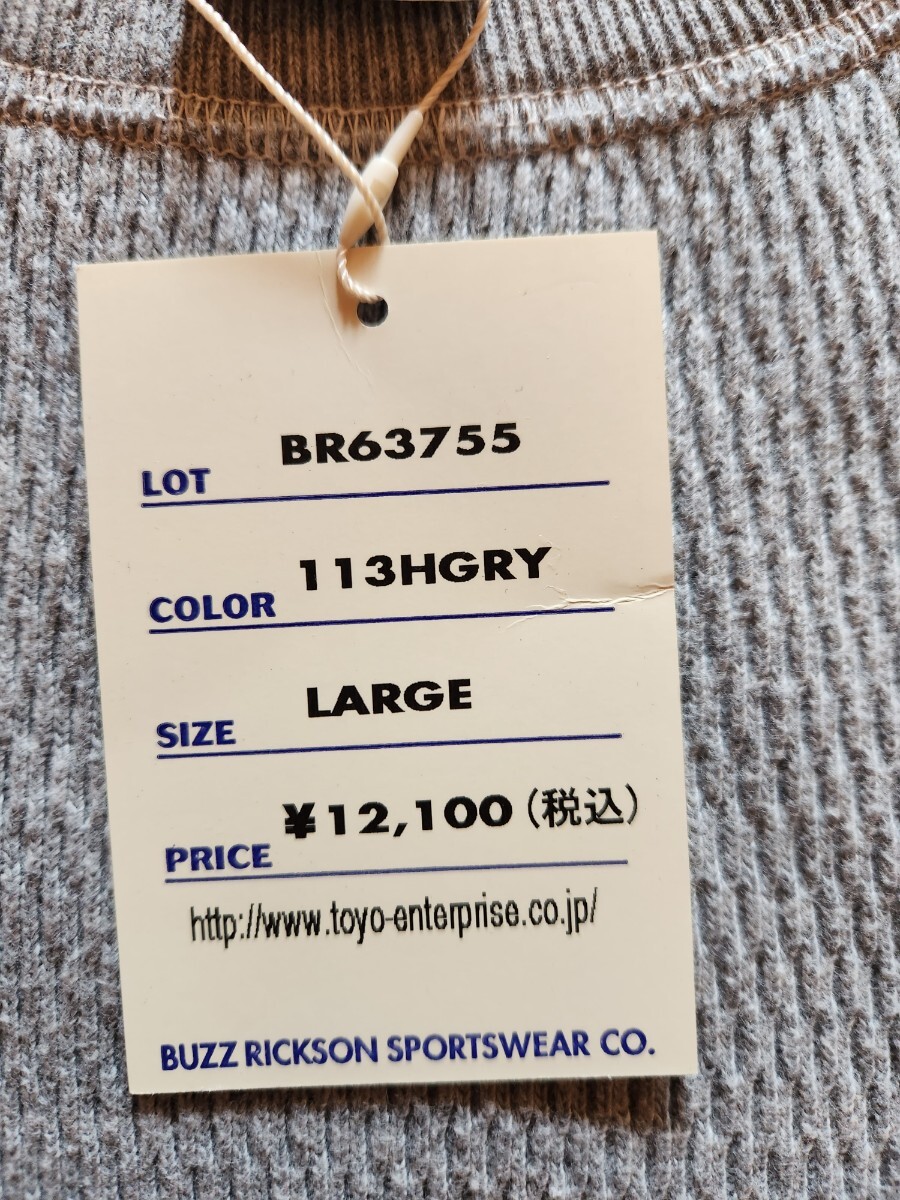 LOT BR63755
COLOR 113HGRY
SIZE LARGE
PRICE ¥12,100(税込)
http://www.toyo-enterprise.co.jp/
BUZZ RICKSON SPORTSWEAR CO.